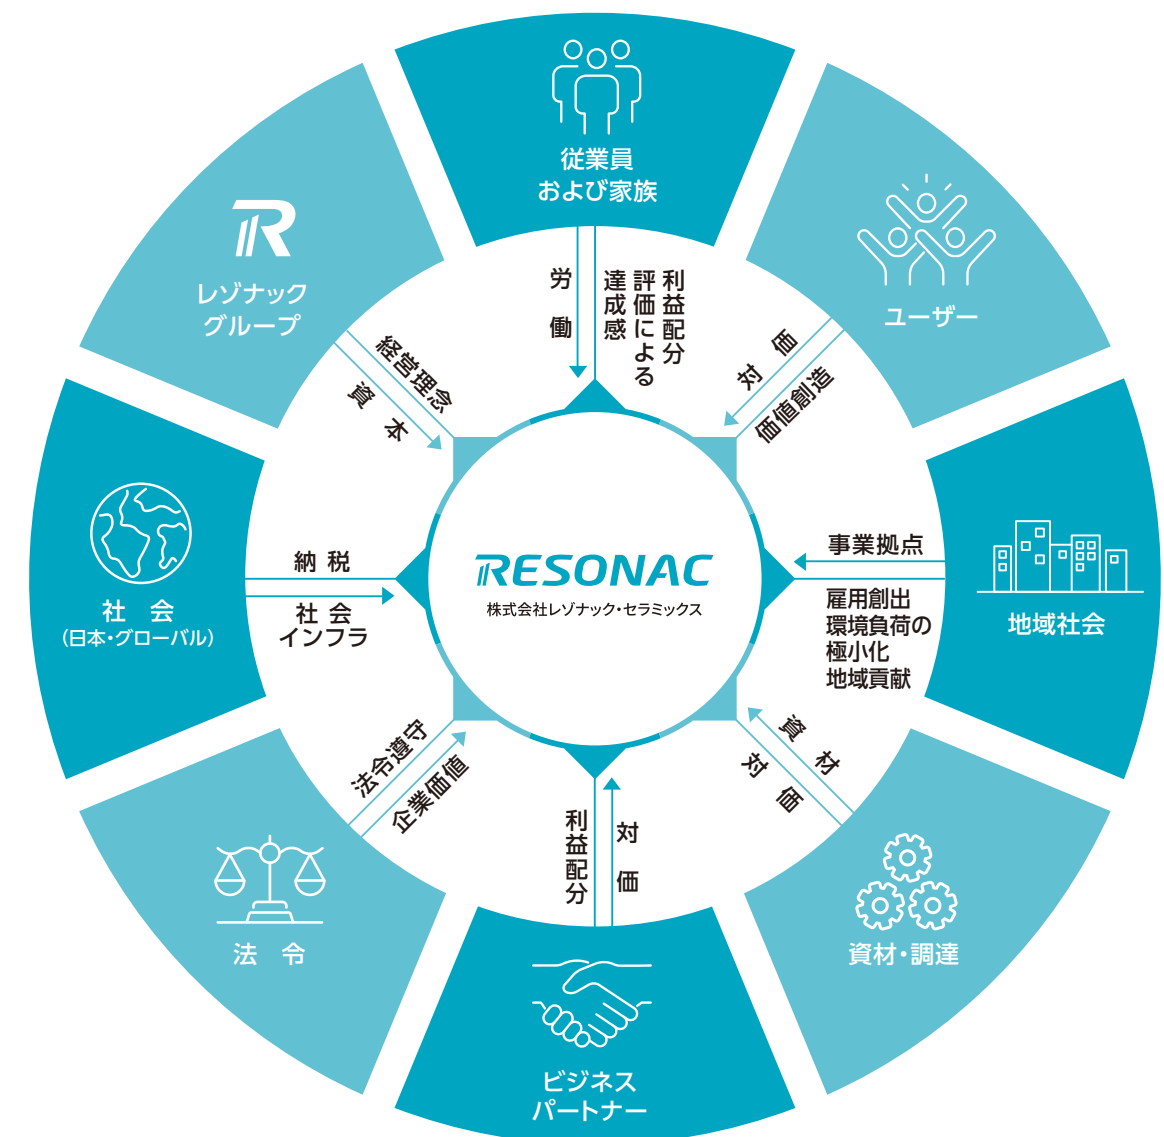 従業員
および家族
労働
利益配分
評価による
達成感
ユーザー
対価
価値創造
地域社会
事業拠点
雇用創出
環境負荷の
極小化
地域貢献
資材・調達
資材
対価
ビジネス
パートナー
対価
利益配分
法 令
法令遵守
企業価値
社 会
(日本・グローバル)
納 税
社 会
インフラ
レゾナック
グループ
経営理念
資本
RESONAC
株式会社レゾナック・セラミックス